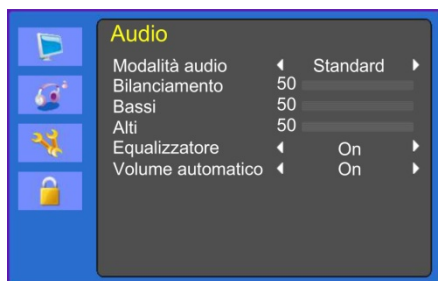 Audio
Modalità audio Standard
Bilanciamento 50
Bassi 50
Alti 50
Equalizzatore On
Volume automatico On